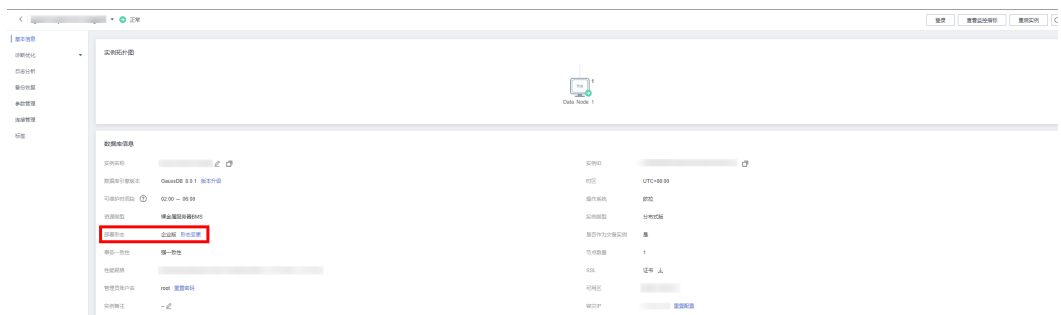 正常
登录 查看监控指标 重启实例
基本信息
诊断优化
日志分析
备份恢复
参数管理
连接管理
标签
实例拓扑图
Data Node 1
数据库信息
实例名称
实例ID
数据库引擎版本 GaussDB 8.0.1 版本升级
时区 UTC+08:00
可维护时间段 02:00 – 06:00
操作系统 欧拉
资源类型 裸金属服务器BMS
实例类型 分布式版
部署形态 企业版 形态变更
是否作为灾备实例 是
事务一致性 强一致性
节点数量 1
性能规格
SSL 证书
管理员账户名 root 重置密码
可用区
实例备注 --
重置配置